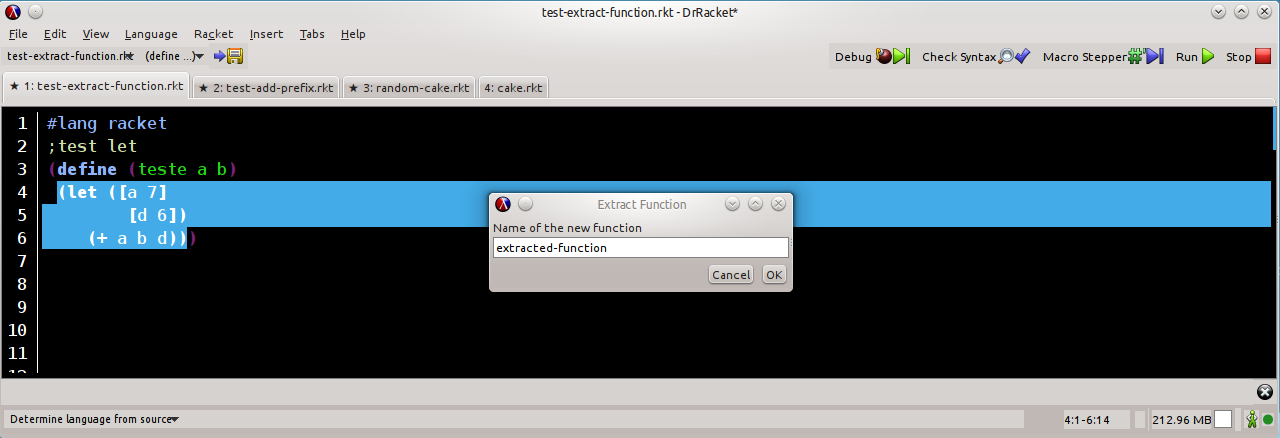 test-extract-function.rkt - DrRacket*
File Edit View Language Racket Insert Tabs Help
test-extract-function.rkt (define ...) Debug Check Syntax Macro Stepper Run Stop
★ 1: test-extract-function.rkt ★ 2: test-add-prefix.rkt ★ 3: random-cake.rkt 4: cake.rkt
1 #lang racket
2 ;test let
3 (define (teste a b)
4 (let ([a 7]
5 [d 6])
6 (+ a b d)))
7
8
9
10
11
12
Extract Function
Name of the new function
extracted-function
Cancel OK
Determine language from source 4:1-6:14 212.96 MB